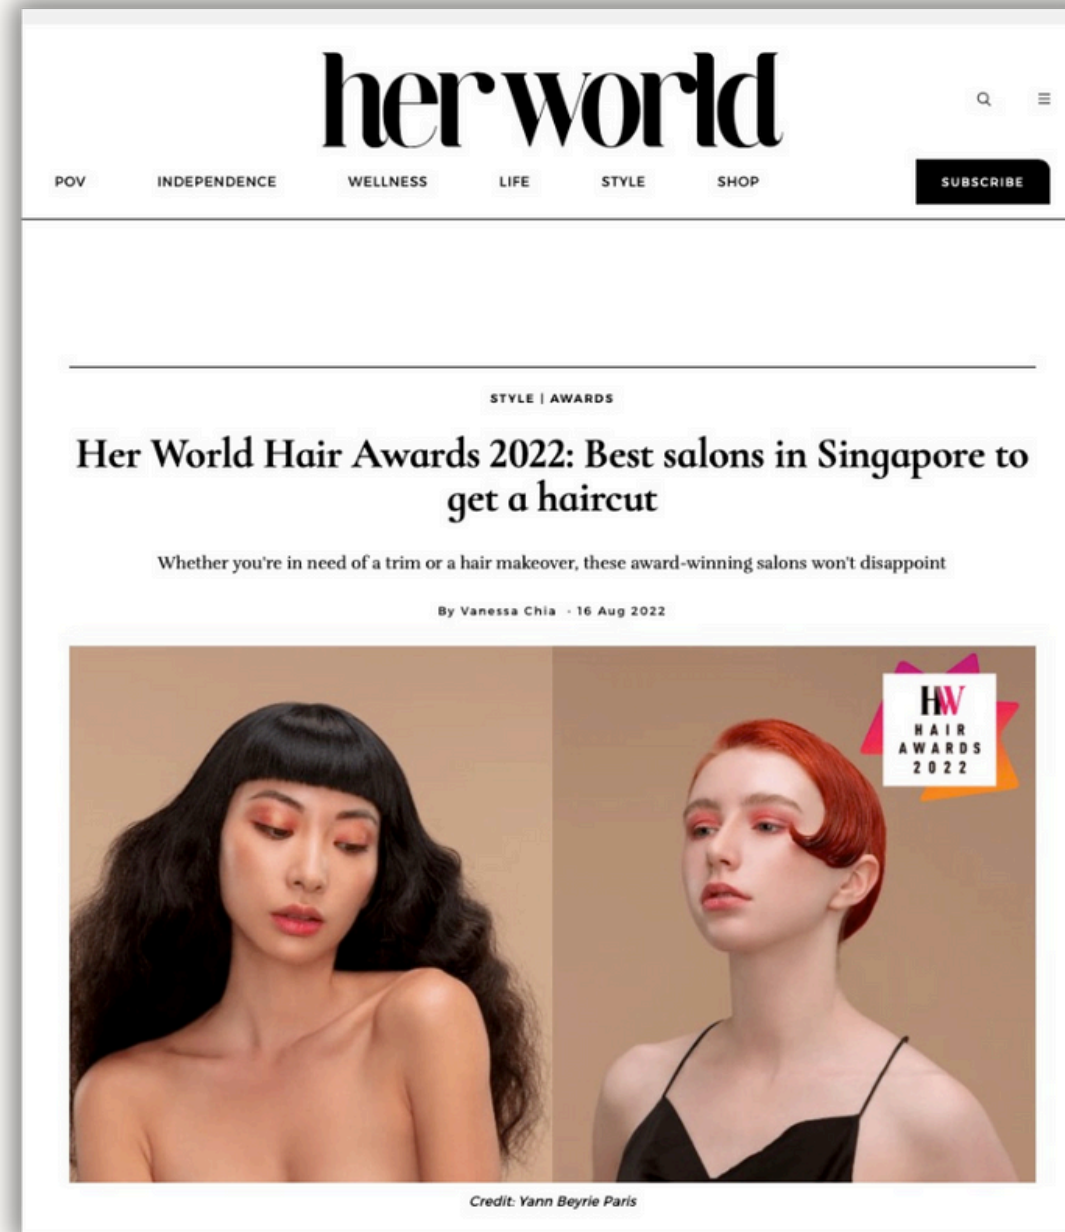 herworld
POV INDEPENDENCE WELLNESS LIFE STYLE SHOP SUBSCRIBE
STYLE | AWARDS
Her World Hair Awards 2022: Best salons in Singapore to
get a haircut
Whether you're in need of a trim or a hair makeover, these award-winning salons won't disappoint
By Vanessa Chia - 16 Aug 2022
HW
HAIR
AWARDS
2022
Credit: Yann Beyrie Paris